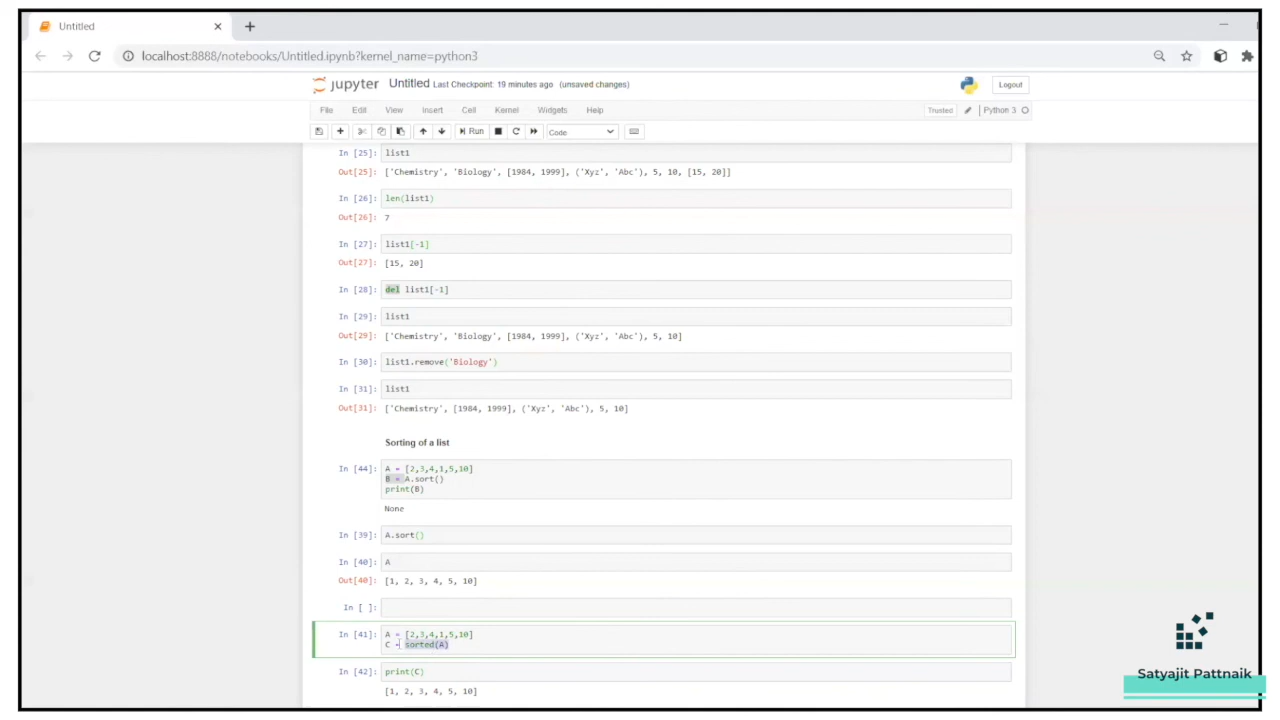 Untitled
localhost:8888/notebooks/Untitled.ipynb?kernel_name=python3
jupyter Untitled Last Checkpoint: 19 minutes ago (unsaved changes)
Logout
File Edit View Insert Cell Kernel Widgets Help
Trusted Python 3
Run Code
In [25]: list1
Out[25]: ['Chemistry', 'Biology', [1984, 1999], ('Xyz', 'Abc'), 5, 10, [15, 20]]
In [26]: len(list1)
Out[26]: 7
In [27]: list1[-1]
Out[27]: [15, 20]
In [28]: del list1[-1]
In [29]: list1
Out[29]: ['Chemistry', 'Biology', [1984, 1999], ('Xyz', 'Abc'), 5, 10]
In [30]: list1.remove('Biology')
In [31]: list1
Out[31]: ['Chemistry', [1984, 1999], ('Xyz', 'Abc'), 5, 10]
Sorting of a list
In [44]: A = [2,3,4,1,5,10]
B = A.sort()
print(B)
None
In [39]: A.sort()
In [40]: A
Out[40]: [1, 2, 3, 4, 5, 10]
In [ ]:
In [41]: A = [2,3,4,1,5,10]
C = sorted(A)
In [42]: print(C)
[1, 2, 3, 4, 5, 10]
Satyajit Pattnaik